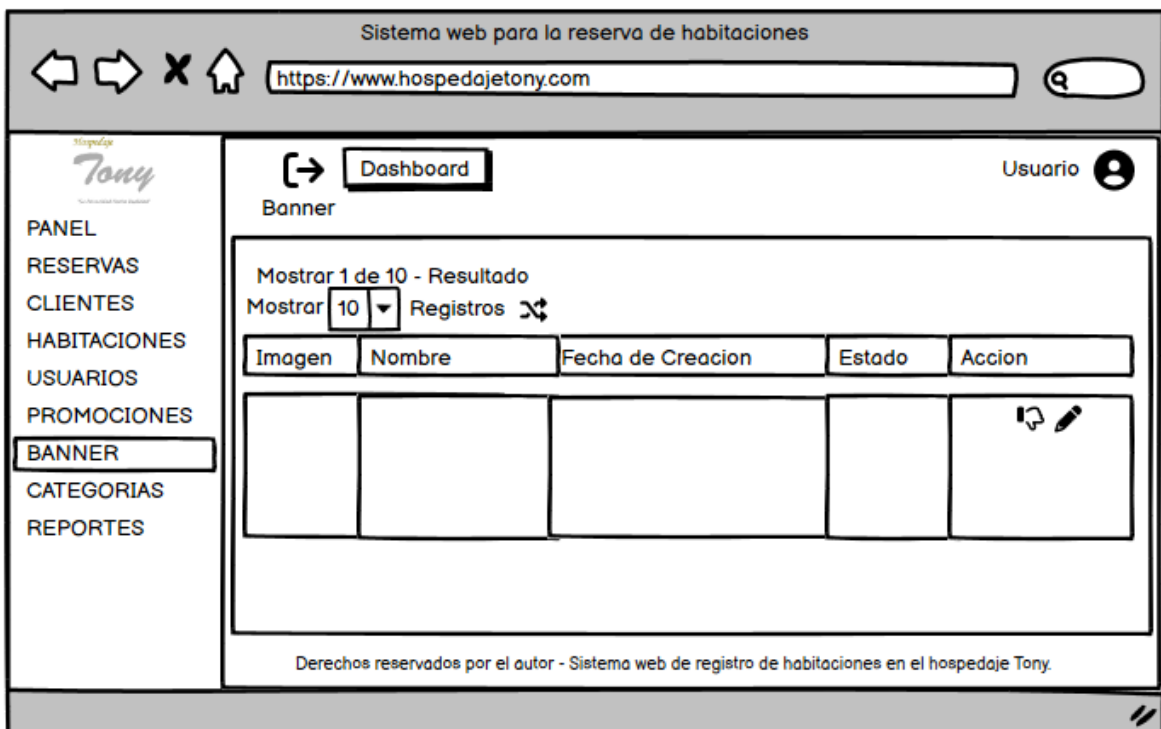 Sistema web para la reserva de habitaciones
https://www.hospedajetony.com
Hospedaje
Tony
PANEL
RESERVAS
CLIENTES
HABITACIONES
USUARIOS
PROMOCIONES
BANNER
CATEGORIAS
REPORTES
Dashboard
Usuario
Banner
Mostrar 1 de 10 - Resultado
Mostrar 10 Registros
Imagen Nombre Fecha de Creacion Estado Accion
Derechos reservados por el autor - Sistema web de registro de habitaciones en el hospedaje Tony.